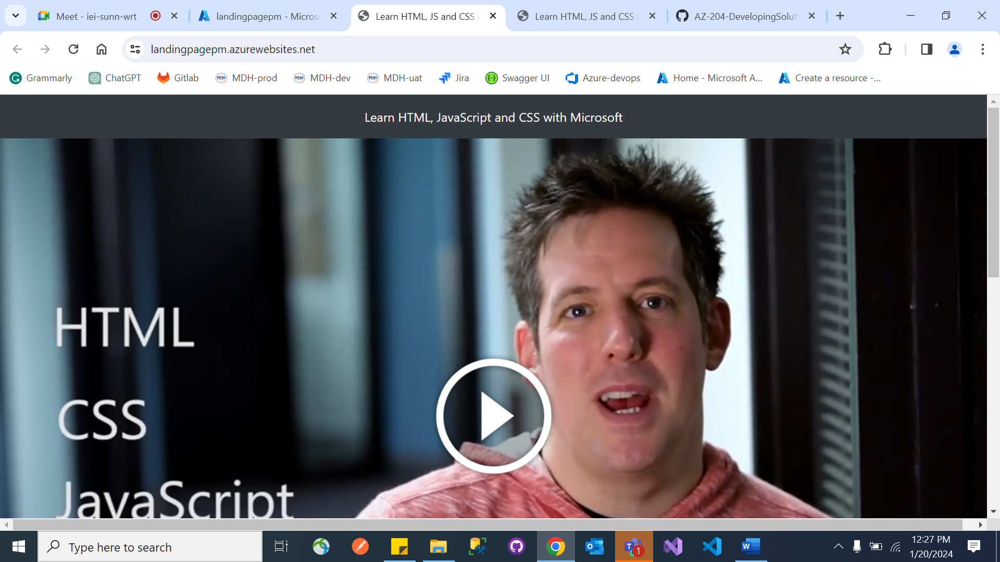 Meet - iei-sunn-wrt
landingpagepm - Micros
Learn HTML, JS and CSS
Learn HTML, JS and CSS
AZ-204-DevelopingSolut
landingpagepm.azurewebsites.net
Grammarly
ChatGPT
Gitlab
MDH-prod
MDH-dev
MDH-uat
Jira
Swagger UI
Azure-devops
Home - Microsoft A...
Create a resource -...
Learn HTML, JavaScript and CSS with Microsoft
HTML
CSS
JavaScript
Type here to search
1
12:27 PM
1/20/2024